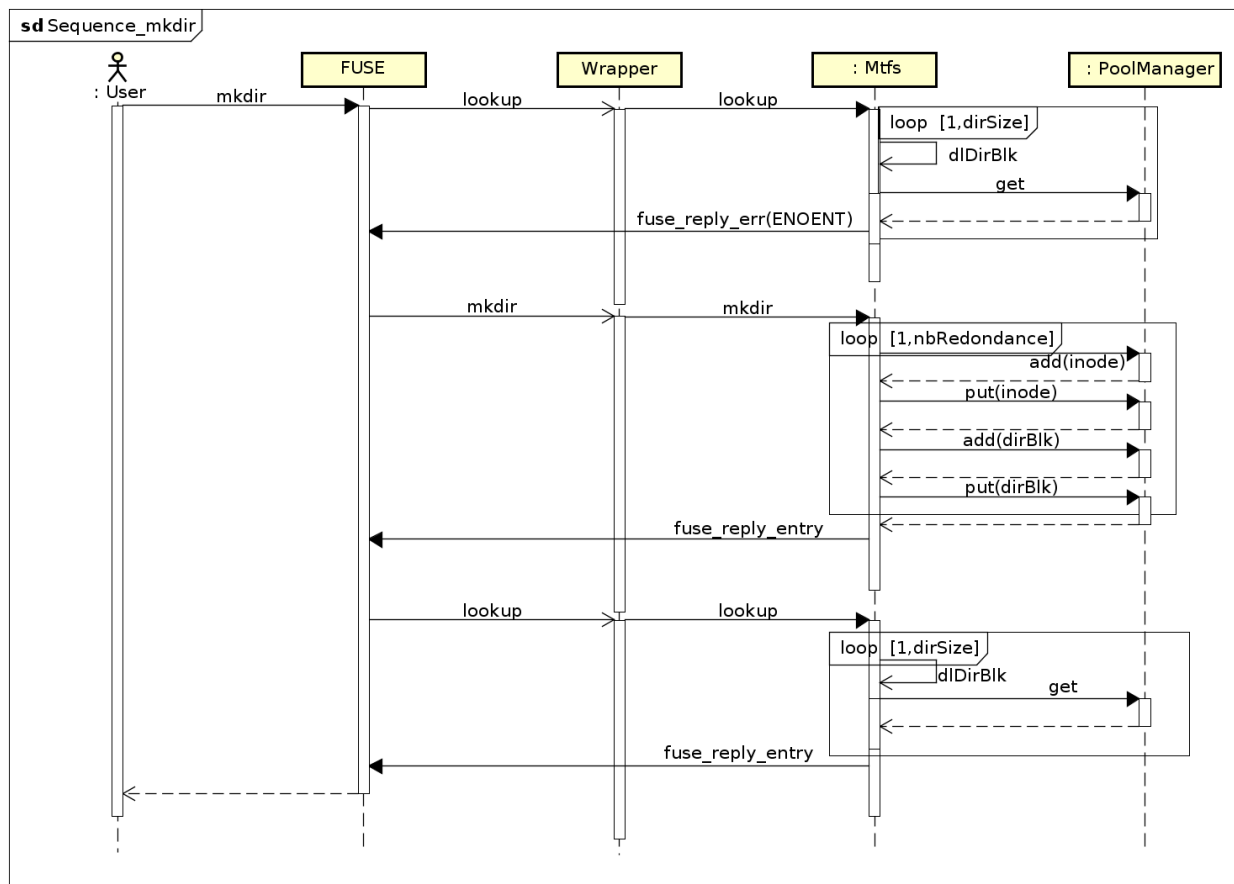 sd Sequence_mkdir
: User
FUSE
Wrapper
: Mtfs
: PoolManager
mkdir
lookup
lookup
loop [1,dirSize]
dlDirBlk
get
fuse_reply_err(ENOENT)
mkdir
mkdir
loop [1,nbRedondance]
add(inode)
put(inode)
add(dirBlk)
put(dirBlk)
fuse_reply_entry
lookup
lookup
loop [1,dirSize]
dlDirBlk
get
fuse_reply_entry